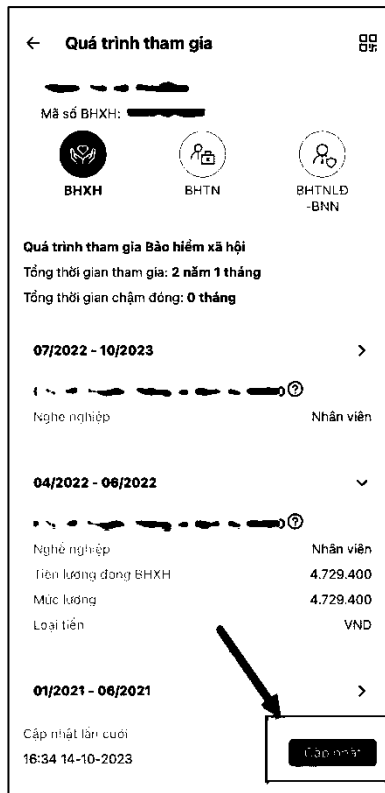 Quá trình tham gia
Mã số BHXH:
BHXH
BHTN
BHTNLĐ
-BNN
Quá trình tham gia Bảo hiểm xã hội
Tổng thời gian tham gia: 2 năm 1 tháng
Tổng thời gian chậm đóng: 0 tháng
07/2022 - 10/2023
Nghề nghiệp Nhân viên
04/2022 - 06/2022
Nghề nghiệp Nhân viên
Tiền lương đóng BHXH 4.729.400
Mức lương 4.729.400
Loại tiền VND
01/2021 - 06/2021
Cập nhật lần cuối
16:34 14-10-2023
Cập nhật